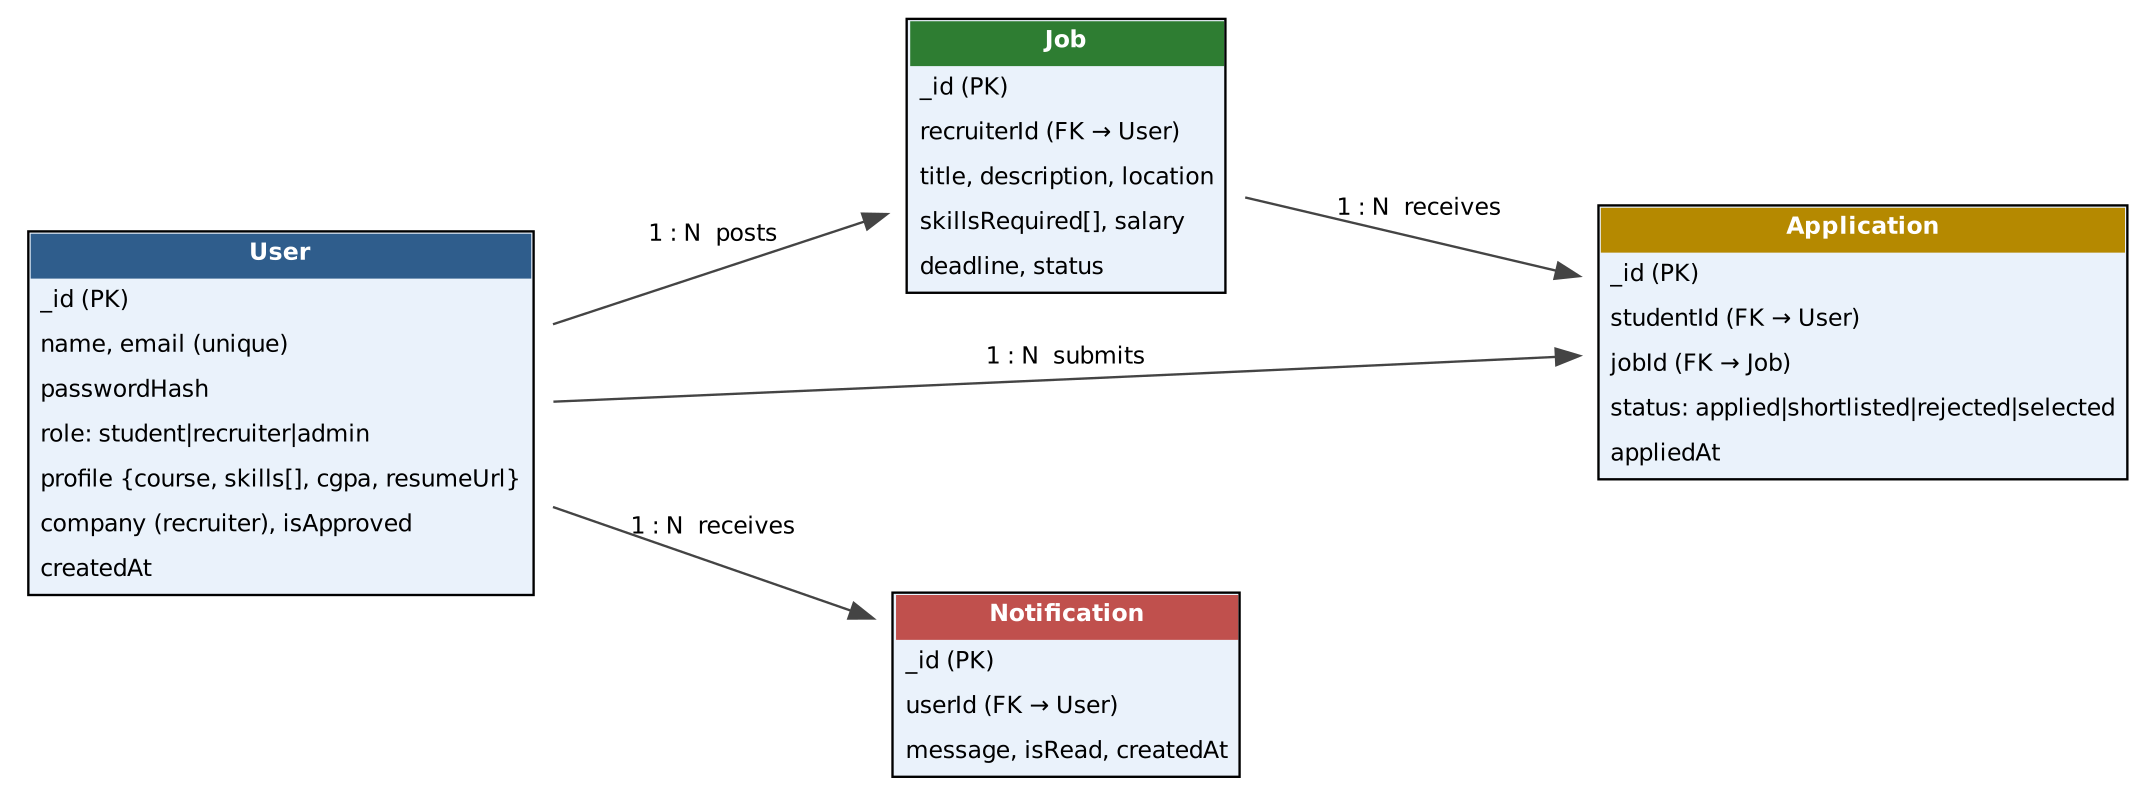 Job
_id (PK)
recruiterId (FK → User)
title, description, location
skillsRequired[], salary
deadline, status
1 : N  posts
1 : N  receives
User
_id (PK)
name, email (unique)
passwordHash
role: student|recruiter|admin
profile {course, skills[], cgpa, resumeUrl}
company (recruiter), isApproved
createdAt
1 : N  submits
1 : N  receives
Application
_id (PK)
studentId (FK → User)
jobId (FK → Job)
status: applied|shortlisted|rejected|selected
appliedAt
Notification
_id (PK)
userId (FK → User)
message, isRead, createdAt